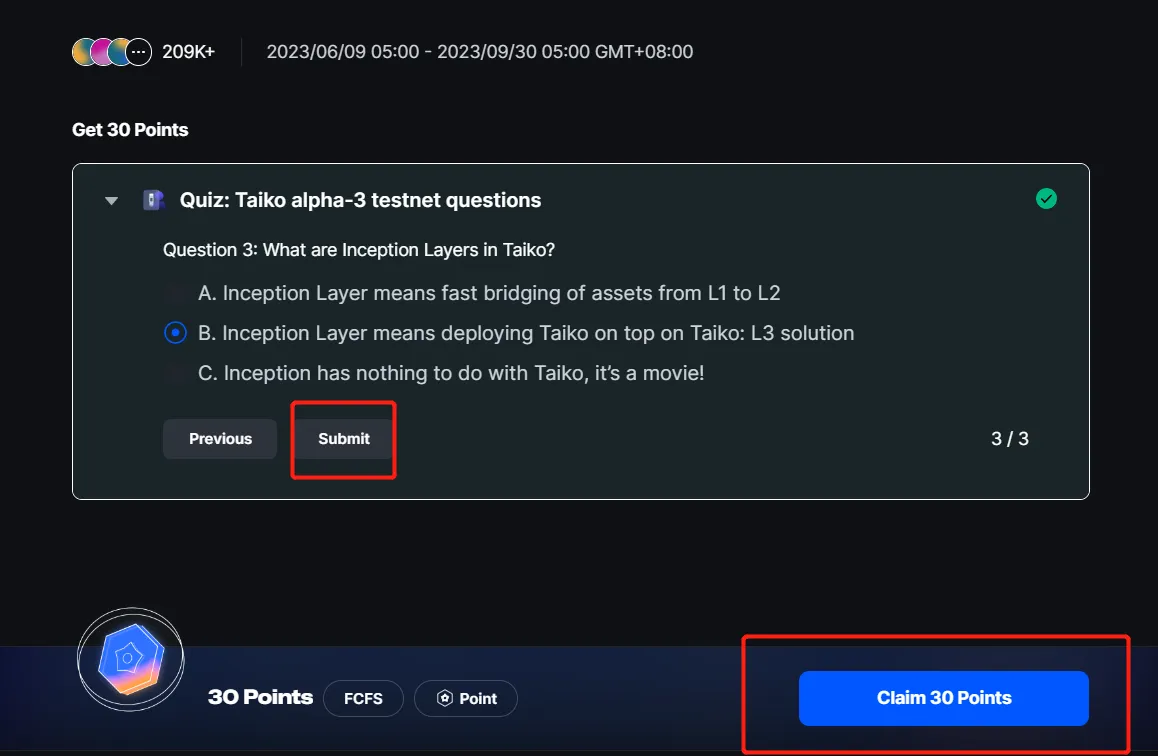 209K+ 2023/06/09 05:00 - 2023/09/30 05:00 GMT+08:00
Get 30 Points
Quiz: Taiko alpha-3 testnet questions
Question 3: What are Inception Layers in Taiko?
A. Inception Layer means fast bridging of assets from L1 to L2
B. Inception Layer means deploying Taiko on top on Taiko: L3 solution
C. Inception has nothing to do with Taiko, it’s a movie!
Previous Submit 3 / 3
30 Points FCFS Point Claim 30 Points